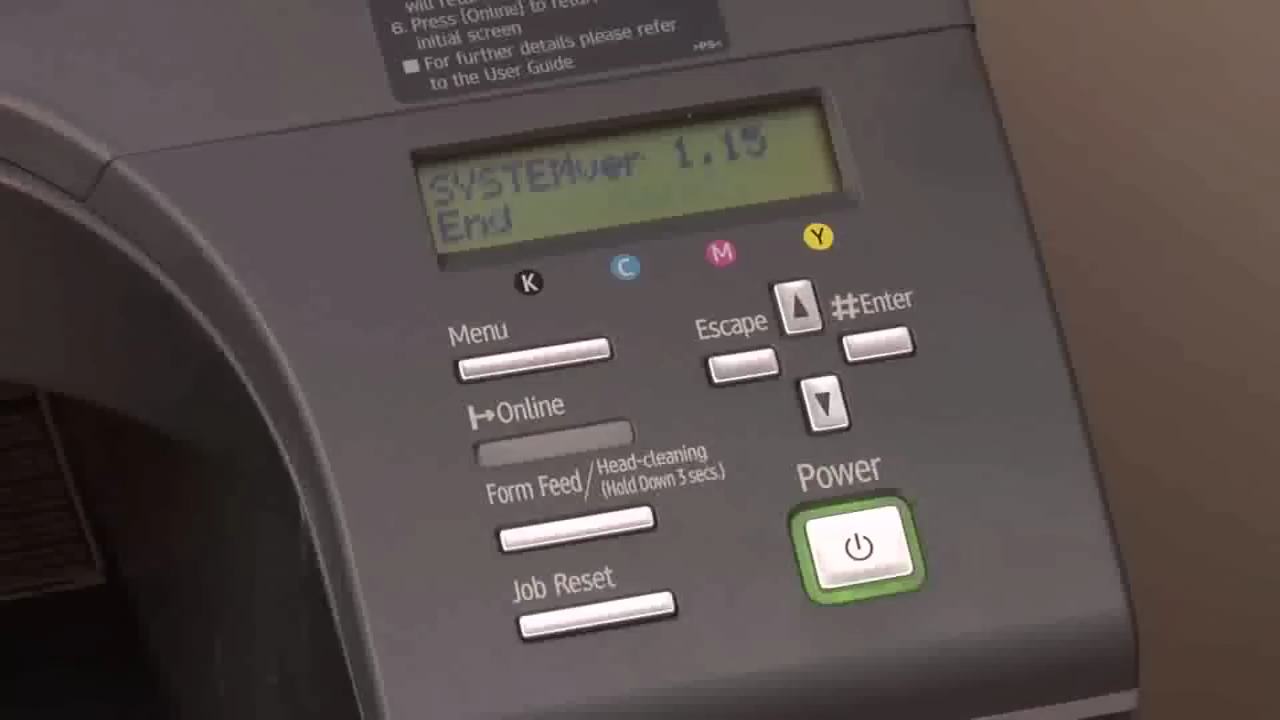 6. Press [Online] to
initial screen
■ For further details please refer
to the User Guide
>PS<
SYSTEMver 1.15
End
K
C
M
Y
Menu
Escape
#Enter
Online
Form Feed/Head-cleaning
(Hold Down 3 secs.)
Power
Job Reset